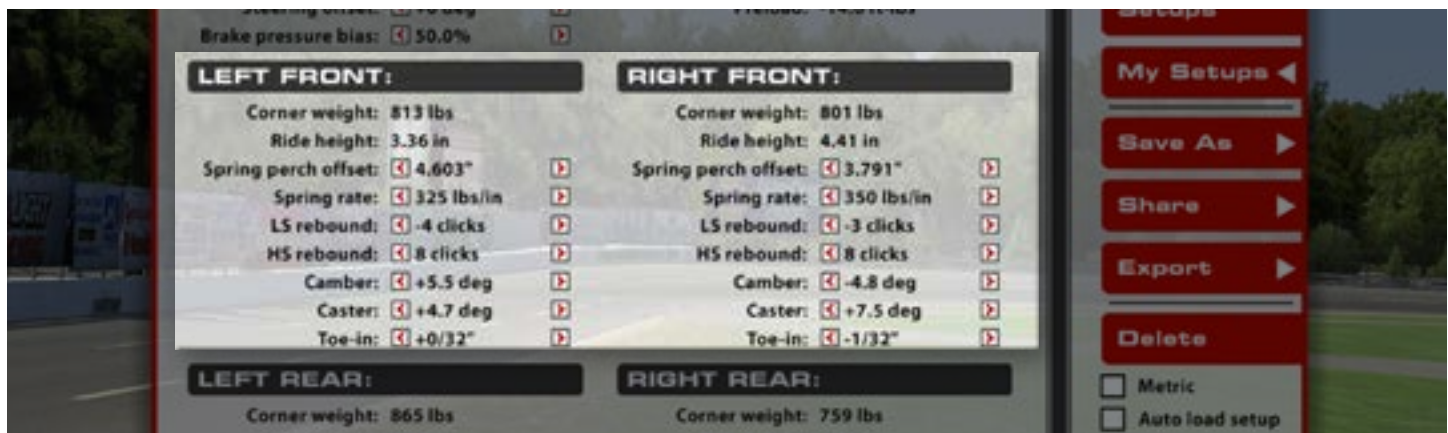 Steering offset: +0 deg
Brake pressure bias: 50.0%
LEFT FRONT:
Corner weight: 813 lbs
Ride height: 3.36 in
Spring perch offset: 4.603"
Spring rate: 325 lbs/in
LS rebound: -4 clicks
HS rebound: 8 clicks
Camber: +5.5 deg
Caster: +4.7 deg
Toe-in: +0/32"
RIGHT FRONT:
Corner weight: 801 lbs
Ride height: 4.41 in
Spring perch offset: 3.791"
Spring rate: 350 lbs/in
LS rebound: -3 clicks
HS rebound: 8 clicks
Camber: -4.8 deg
Caster: +7.5 deg
Toe-in: -1/32"
LEFT REAR:
Corner weight: 865 lbs
RIGHT REAR:
Corner weight: 759 lbs
Setups
My Setups
Save As
Share
Export
Delete
Metric
Auto load setup